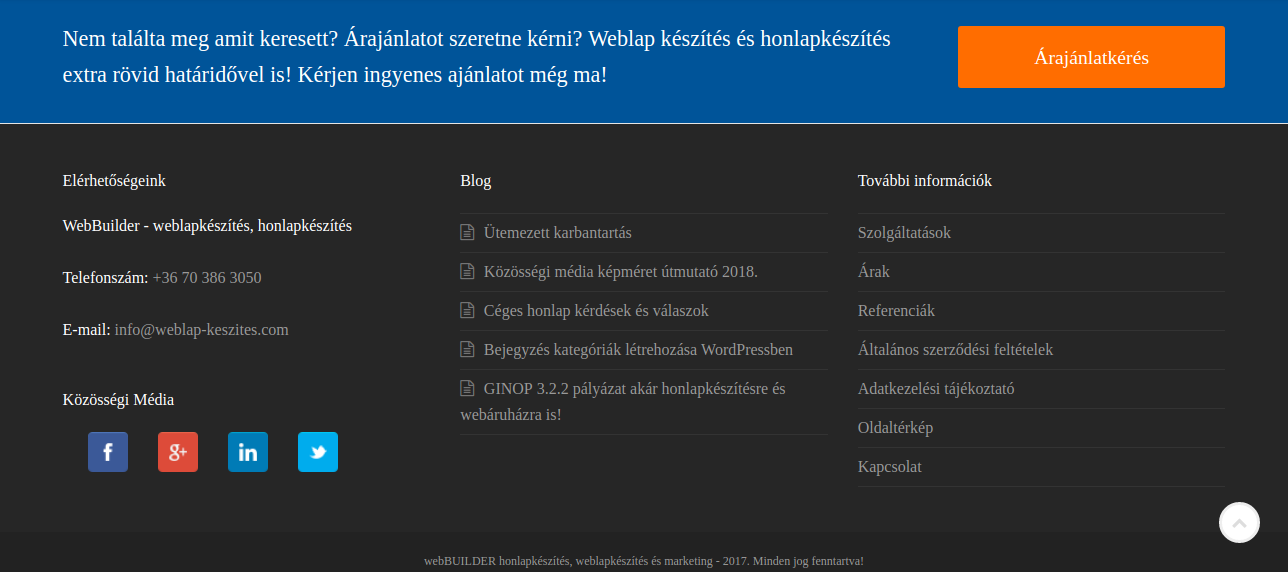 Nem találta meg amit keresett? Árajánlatot szeretne kérni? Weblap készítés és honlapkészítés
extra rövid határidővel is! Kérjen ingyenes ajánlatot még ma!
Árajánlatkérés
Elérhetőségeink
WebBuilder - weblapkészítés, honlapkészítés
Telefonszám: +36 70 386 3050
E-mail: info@weblap-keszites.com
Közösségi Média
f
g+
in
Blog
Ütemezett karbantartás
Közösségi média képméret útmutató 2018.
Céges honlap kérdések és válaszok
Bejegyzés kategóriák létrehozása WordPressben
GINOP 3.2.2 pályázat akár honlapkészítésre és
webáruházra is!
További információk
Szolgáltatások
Árak
Referenciák
Általános szerződési feltételek
Adatkezelési tájékoztató
Oldaltérkép
Kapcsolat
webBUILDER honlapkészítés, weblapkészítés és marketing - 2017. Minden jog fenntartva!